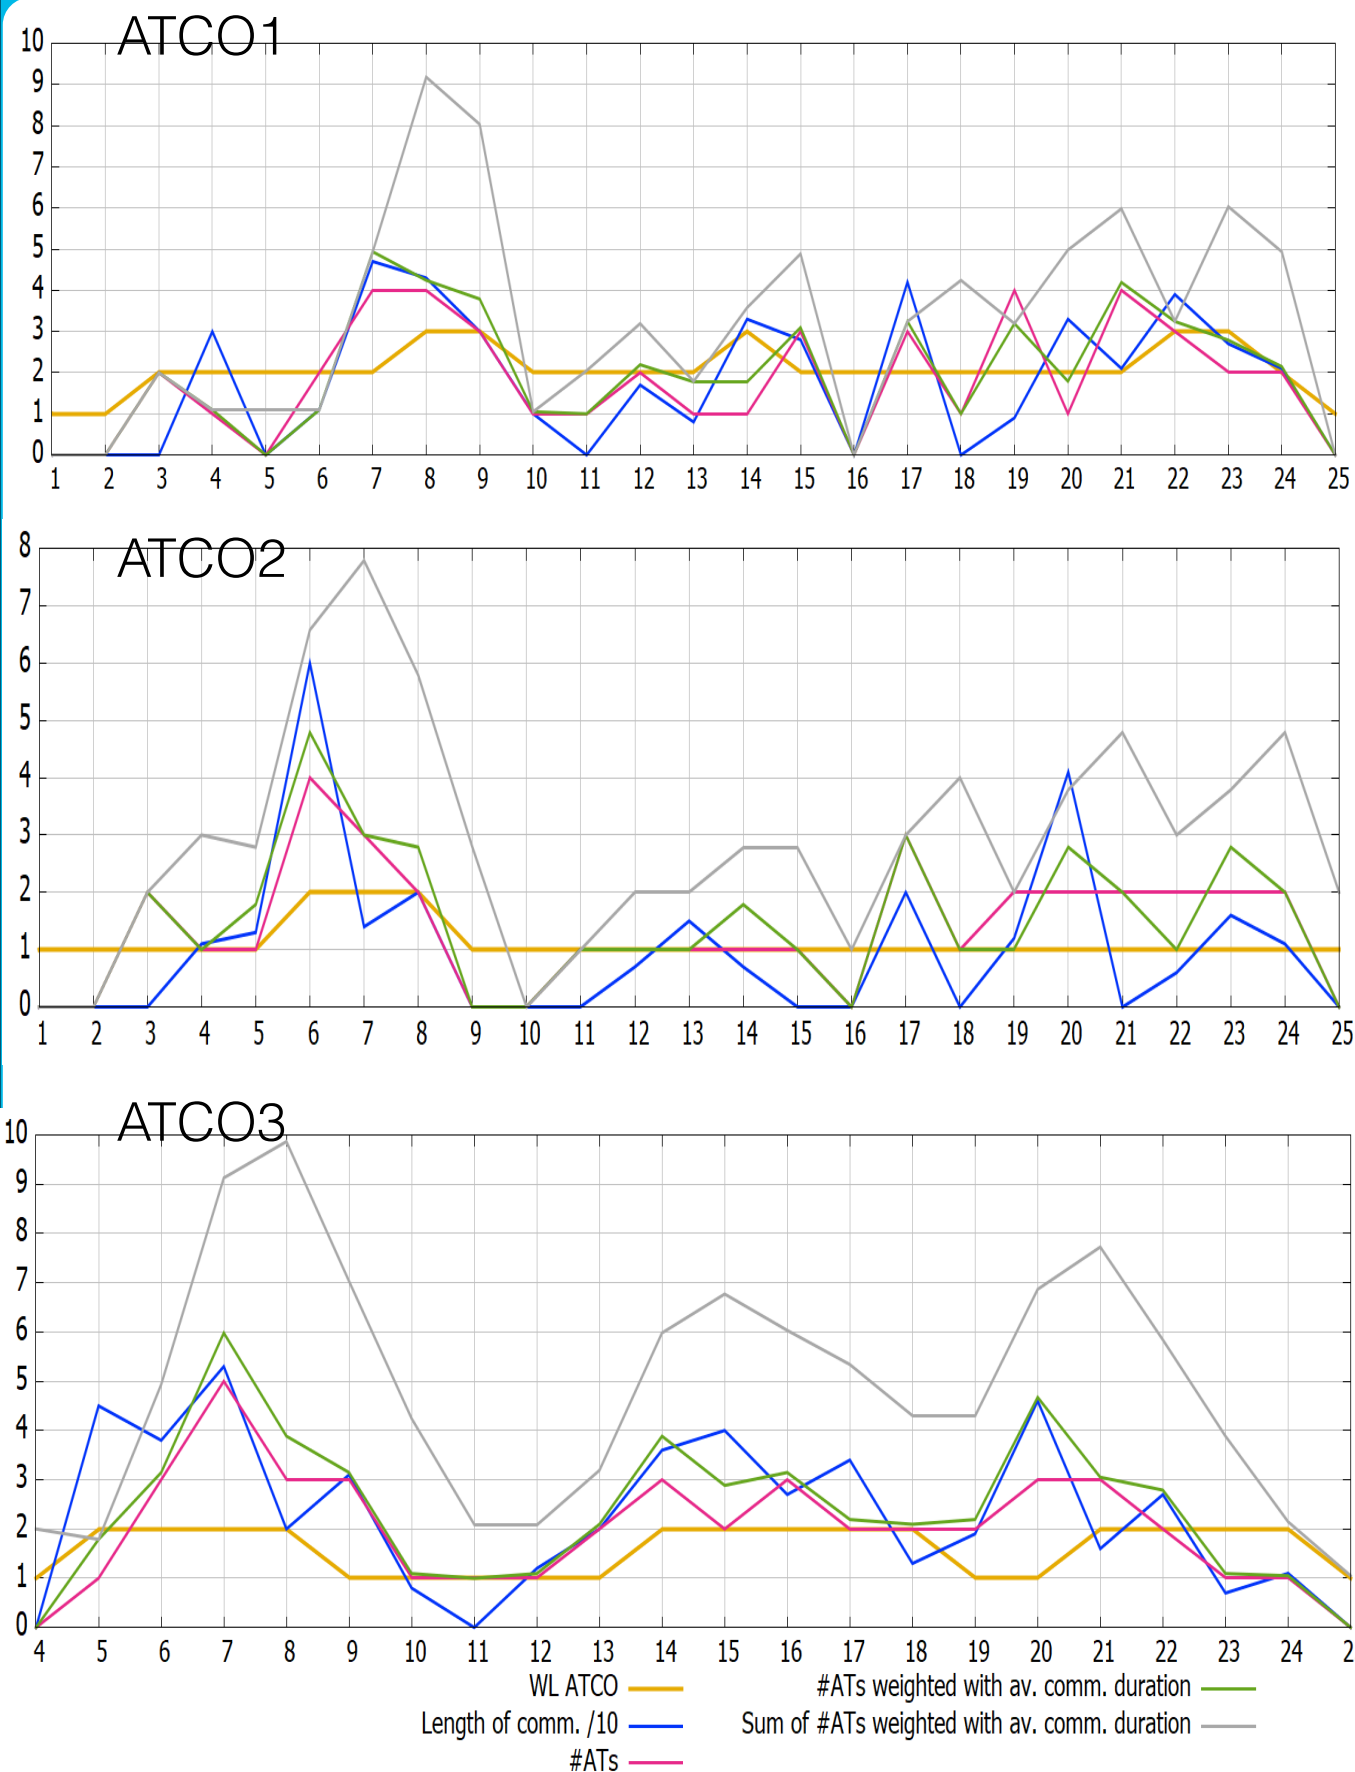 ATCO1
10
9
8
7
6
5
4
3
2
1
0
1 2 3 4 5 6 7 8 9 10 11 12 13 14 15 16 17 18 19 20 21 22 23 24 25
ATCO2
8
7
6
5
4
3
2
1
0
1 2 3 4 5 6 7 8 9 10 11 12 13 14 15 16 17 18 19 20 21 22 23 24 25
ATCO3
10
9
8
7
6
5
4
3
2
1
0
4 5 6 7 8 9 10 11 12 13 14 15 16 17 18 19 20 21 22 23 24 2
WL ATCO
Length of comm. /10
#ATs
#ATs weighted with av. comm. duration
Sum of #ATs weighted with av. comm. duration